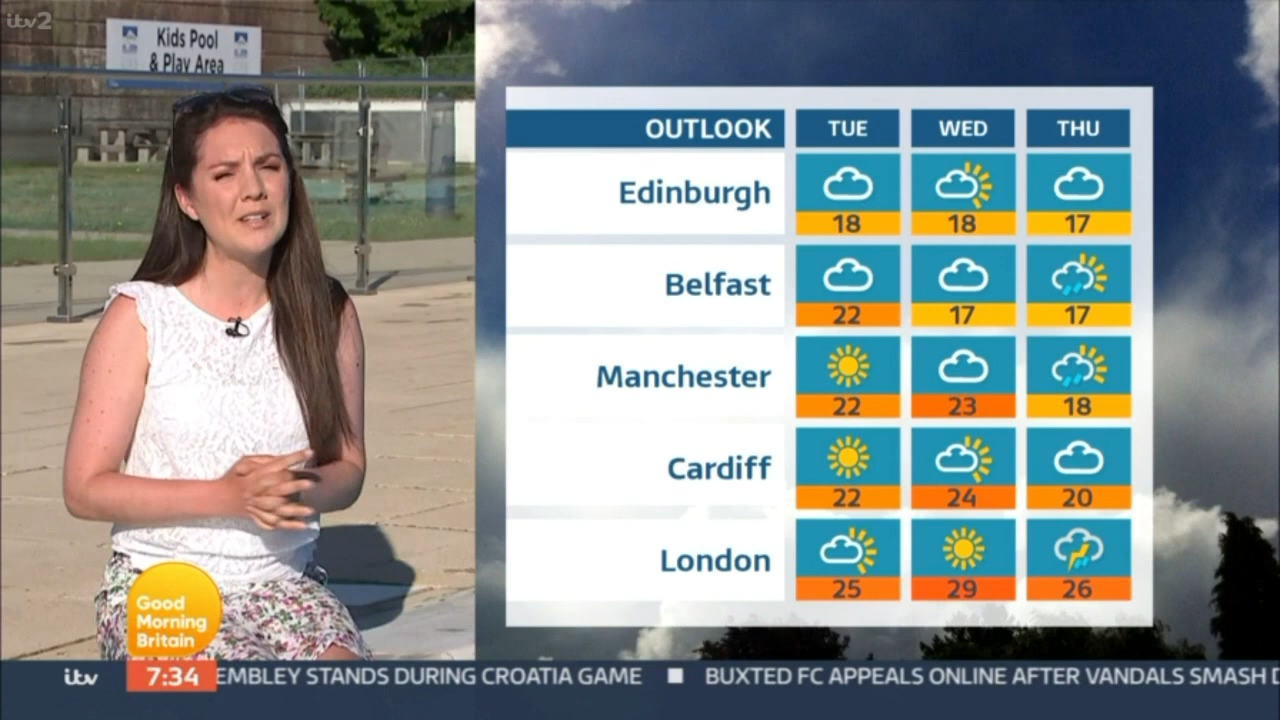 itv2
Kids Pool
& Play Area
OUTLOOK TUE WED THU
Edinburgh 18 18 17
Belfast 22 17 17
Manchester 22 23 18
Cardiff 22 24 20
London 25 29 26
Good
Morning
Britain
itv 7:34 EMBLEY STANDS DURING CROATIA GAME ■ BUXTED FC APPEALS ONLINE AFTER VANDALS SMASH D